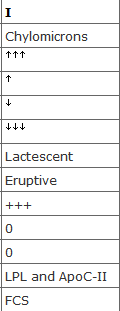 I
Chylomicrons
↑↑↑
↑
↓
↓↓↓
Lactescent
Eruptive
+++
0
0
LPL and ApoC-II
FCS